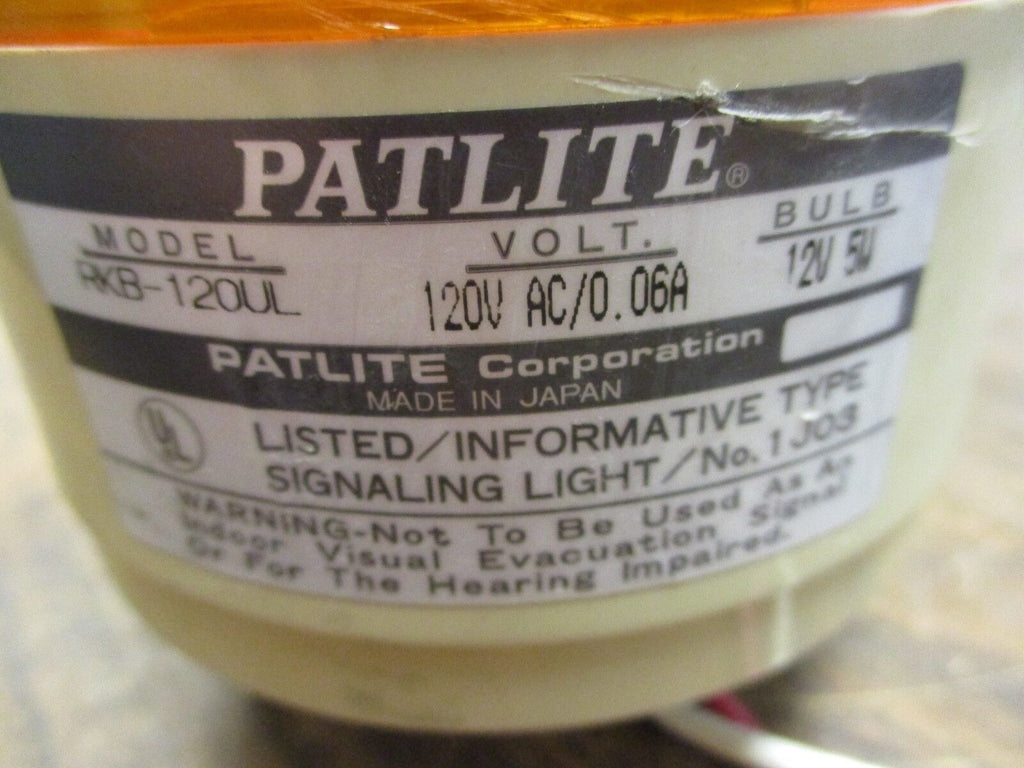 PATLITE®
MODEL VOLT. BULB
RKB-120UL 120V AC/0.06A 12V 5W
PATLITE Corporation
MADE IN JAPAN
UL LISTED/INFORMATIVE TYPE
SIGNALING LIGHT/No. 1J03
WARNING-Not To Be Used As An
Indoor Visual Evacuation Signal
Or For The Hearing Impaired.